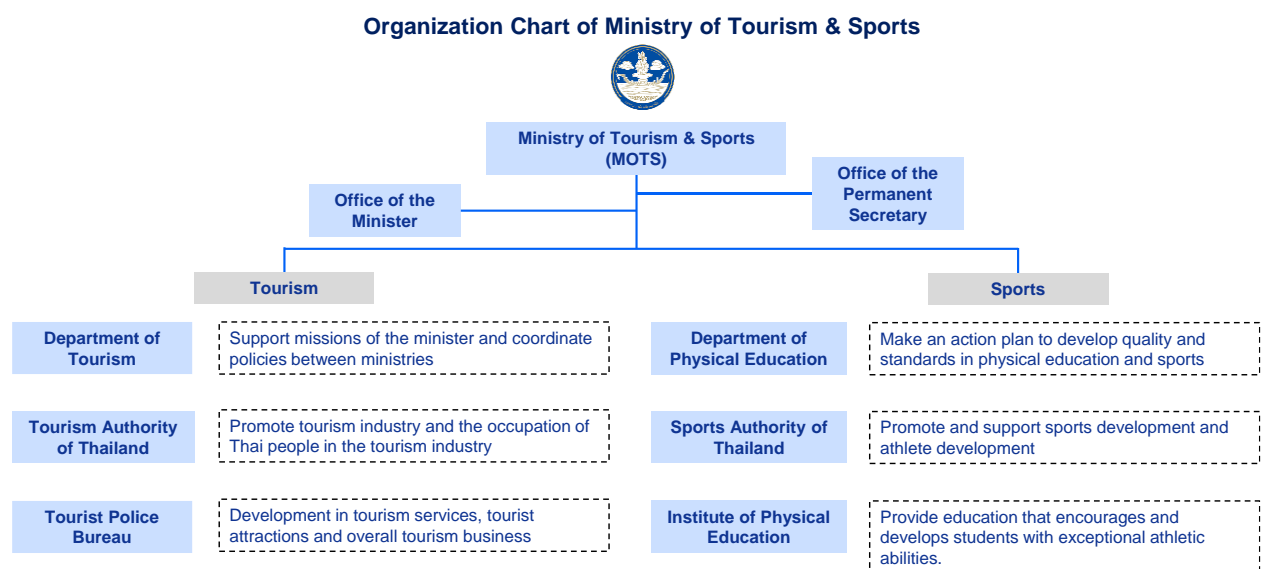 Organization Chart of Ministry of Tourism & Sports
Ministry of Tourism & Sports
(MOTS)
Office of the
Permanent
Secretary
Office of the
Minister
Tourism
Sports
Department of
Tourism
Support missions of the minister and coordinate
policies between ministries
Tourism Authority
of Thailand
Promote tourism industry and the occupation of
Thai people in the tourism industry
Tourist Police
Bureau
Development in tourism services, tourist
attractions and overall tourism business
Department of
Physical Education
Make an action plan to develop quality and
standards in physical education and sports
Sports Authority of
Thailand
Promote and support sports development and
athlete development
Institute of Physical
Education
Provide education that encourages and
develops students with exceptional athletic
abilities.